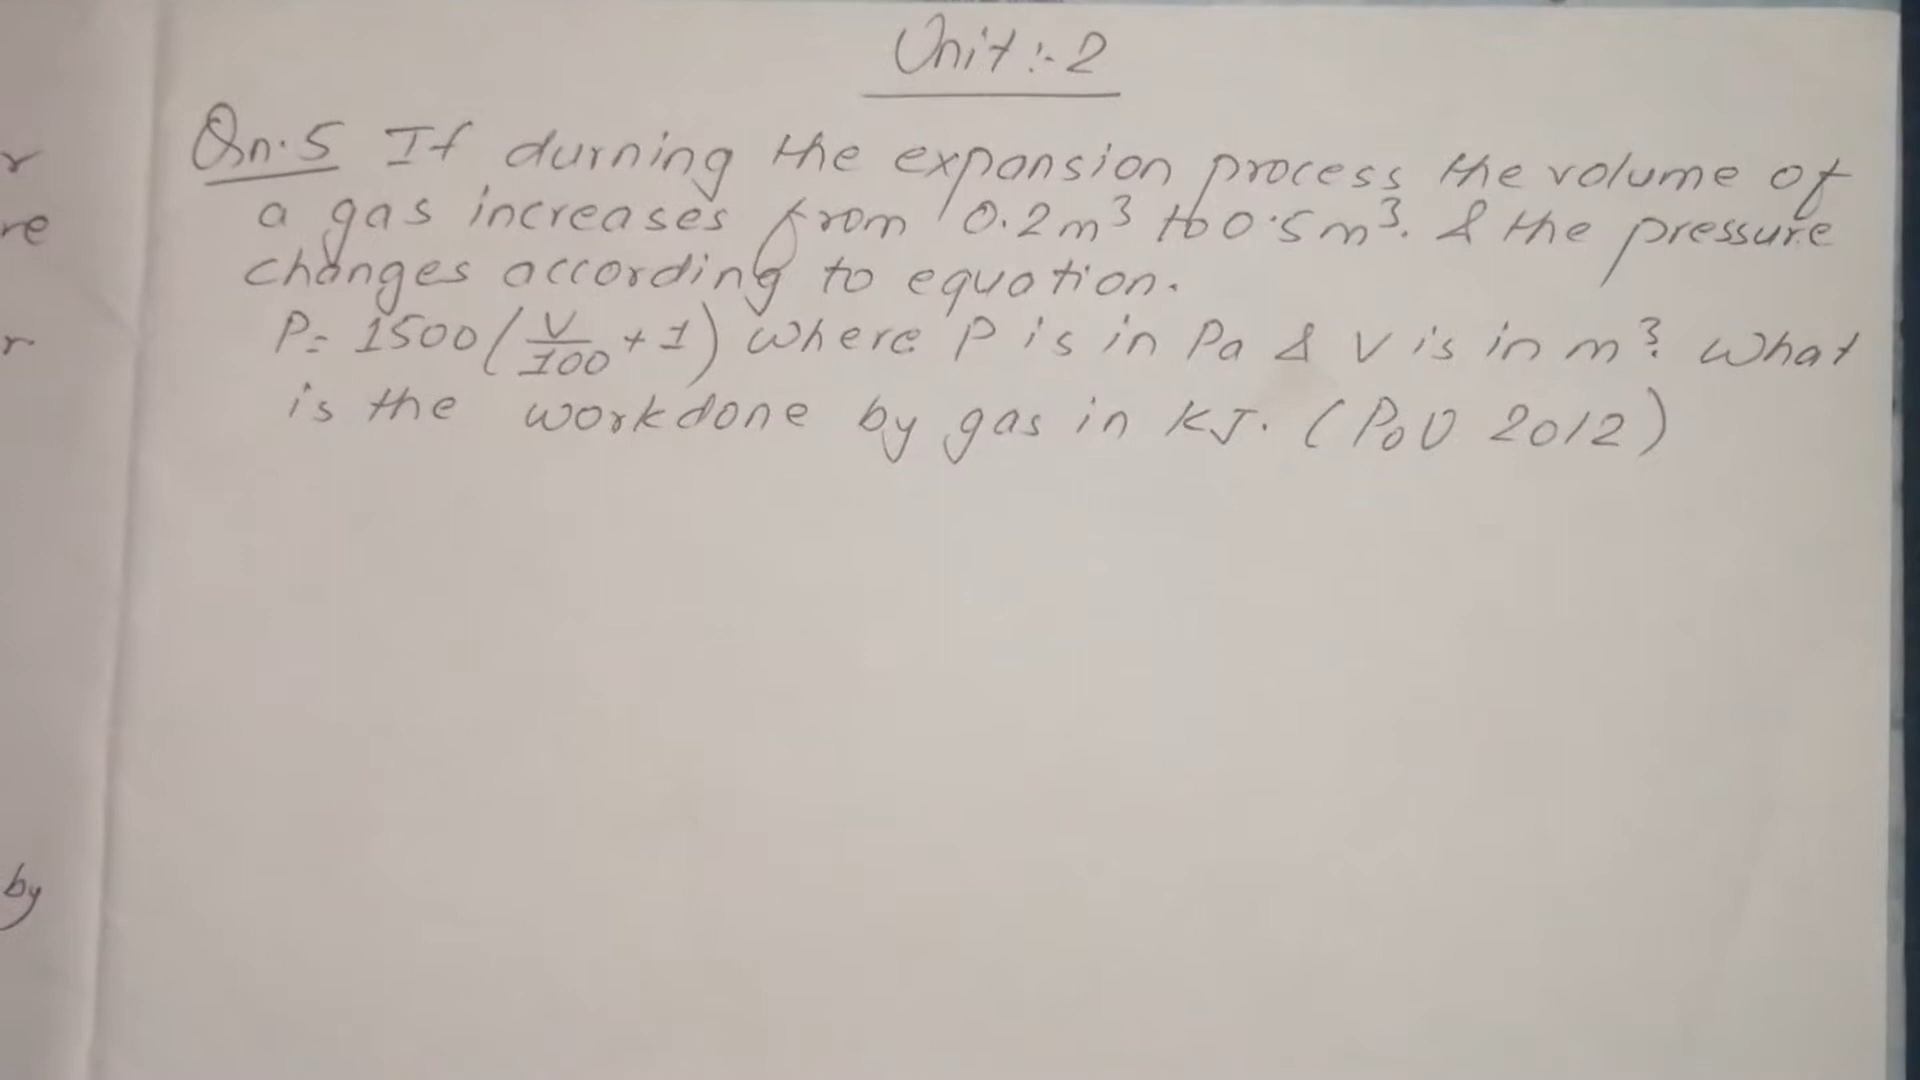 Unit :- 2
Qn.5 If durning the expansion process the volume of
a gas increases from 0.2m³ to 0.5m³. & the pressure
changes according to equation.
P = 1500(V/100 + 1) where P is in Pa & V is in m³. What
is the workdone by gas in KJ. (PoU 2012)
r
re
r
by